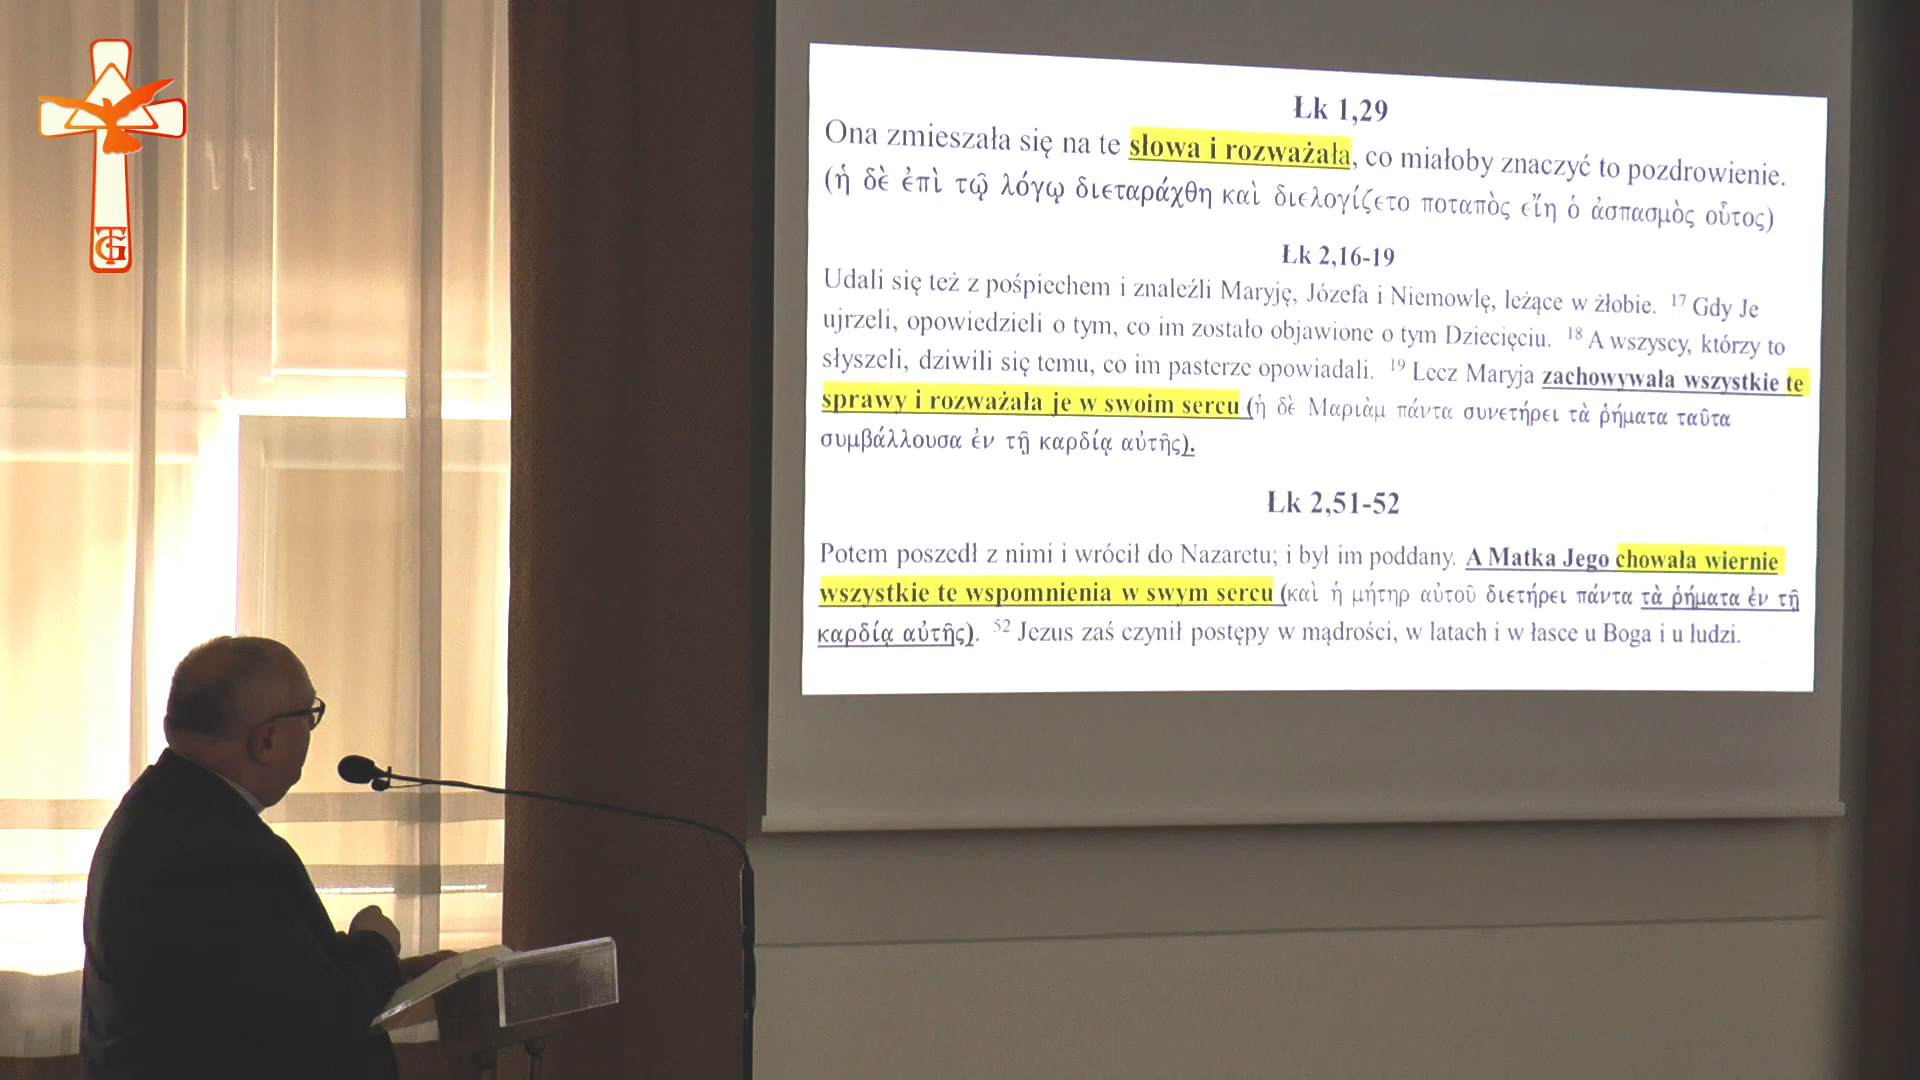 TG
Łk 1,29
Ona zmieszała się na te słowa i rozważała, co miałoby znaczyć to pozdrowienie.
(ἡ δὲ ἐπὶ τῷ λόγῳ διεταράχθη καὶ διελογίζετο ποταπὸς εἴη ὁ ἀσπασμὸς οὗτος)
Łk 2,16-19
Udali się też z pośpiechem i znaleźli Maryję, Józefa i Niemowlę, leżące w żłobie. 17 Gdy Je
ujrzeli, opowiedzieli o tym, co im zostało objawione o tym Dziecięciu. 18 A wszyscy, którzy to
słyszeli, dziwili się temu, co im pasterze opowiadali. 19 Lecz Maryja zachowywała wszystkie te
sprawy i rozważała je w swoim sercu (ἡ δὲ Μαριὰμ πάντα συνετήρει τὰ ῥήματα ταῦτα
συμβάλλουσα ἐν τῇ καρδίᾳ αὐτῆς).
Łk 2,51-52
Potem poszedł z nimi i wrócił do Nazaretu; i był im poddany. A Matka Jego chowała wiernie
wszystkie te wspomnienia w swym sercu (καὶ ἡ μήτηρ αὐτοῦ διετήρει πάντα τὰ ῥήματα ἐν τῇ
καρδίᾳ αὐτῆς). 52 Jezus zaś czynił postępy w mądrości, w latach i w łasce u Boga i u ludzi.